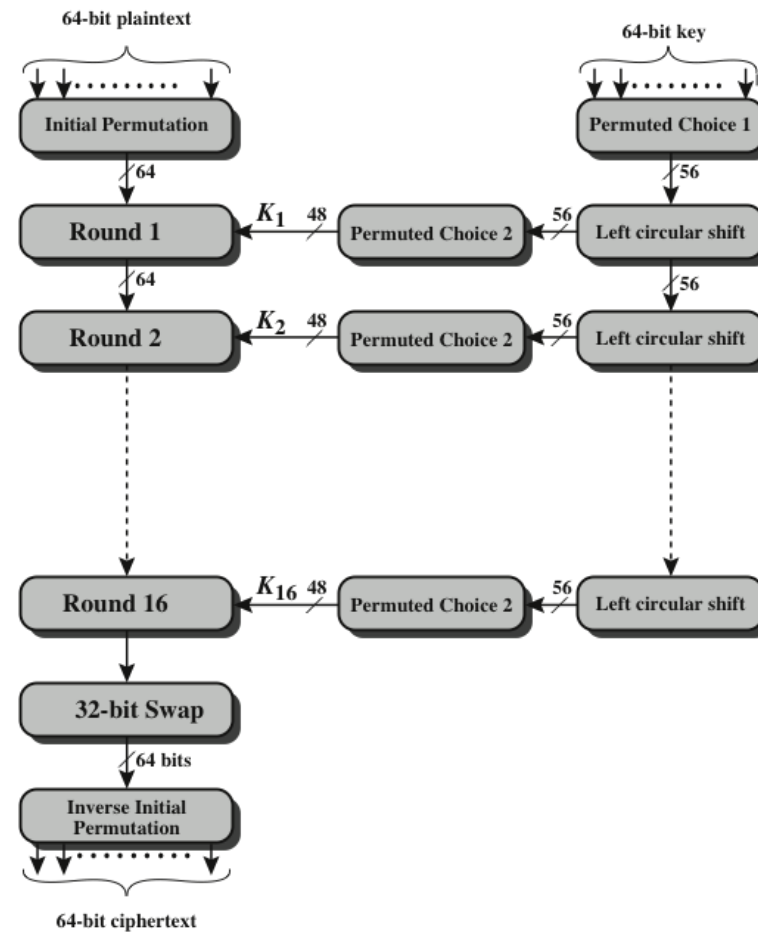 64-bit plaintext
64-bit key
Initial Permutation
Permuted Choice 1
64
56
Round 1
K1
48
Permuted Choice 2
56
Left circular shift
64
56
Round 2
K2
48
Permuted Choice 2
56
Left circular shift
Round 16
K16
48
Permuted Choice 2
56
Left circular shift
32-bit Swap
64 bits
Inverse Initial
Permutation
64-bit ciphertext